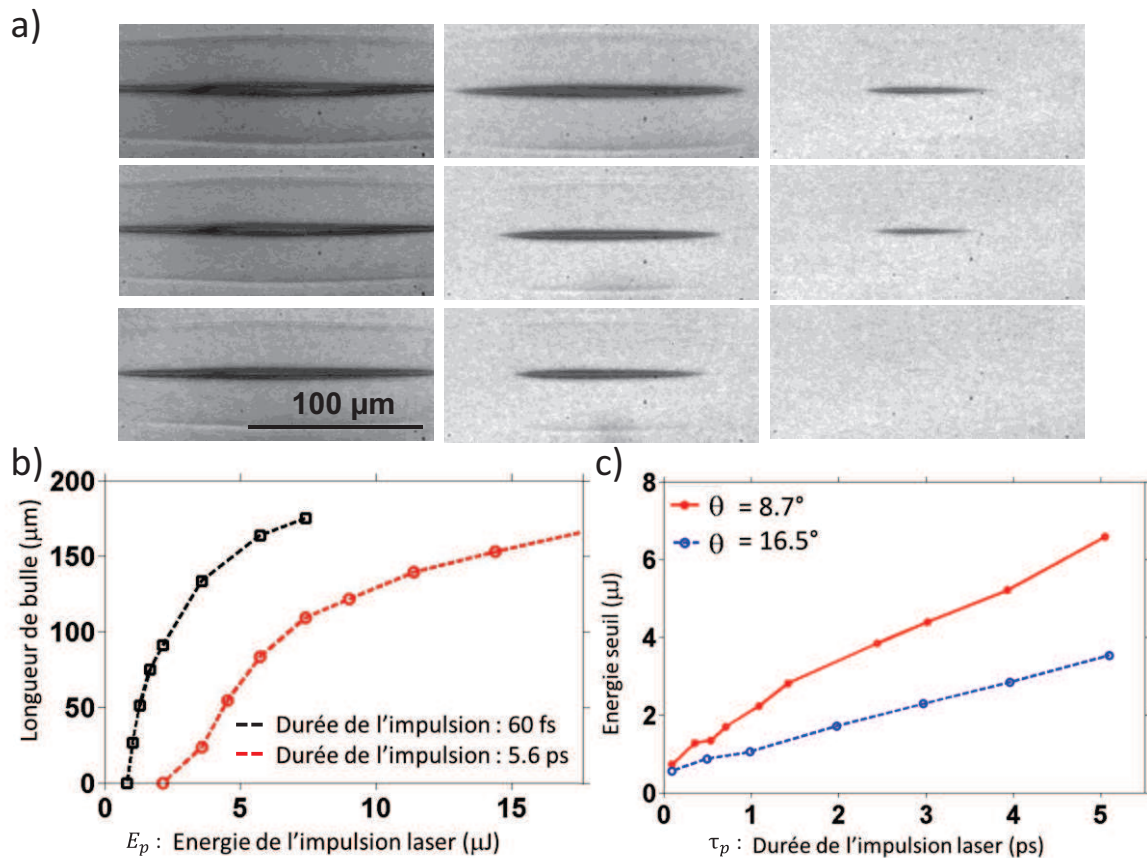 a)
100 µm
b)
200
150
100
50
0
Longueur de bulle (µm)
Durée de l'impulsion : 60 fs
Durée de l'impulsion : 5.6 ps
0
5
10
15
E_p : Energie de l'impulsion laser (µJ)
c)
8
6
4
2
0
Energie seuil (µJ)
θ = 8.7°
θ = 16.5°
0
1
2
3
4
5
τ_p : Durée de l'impulsion laser (ps)